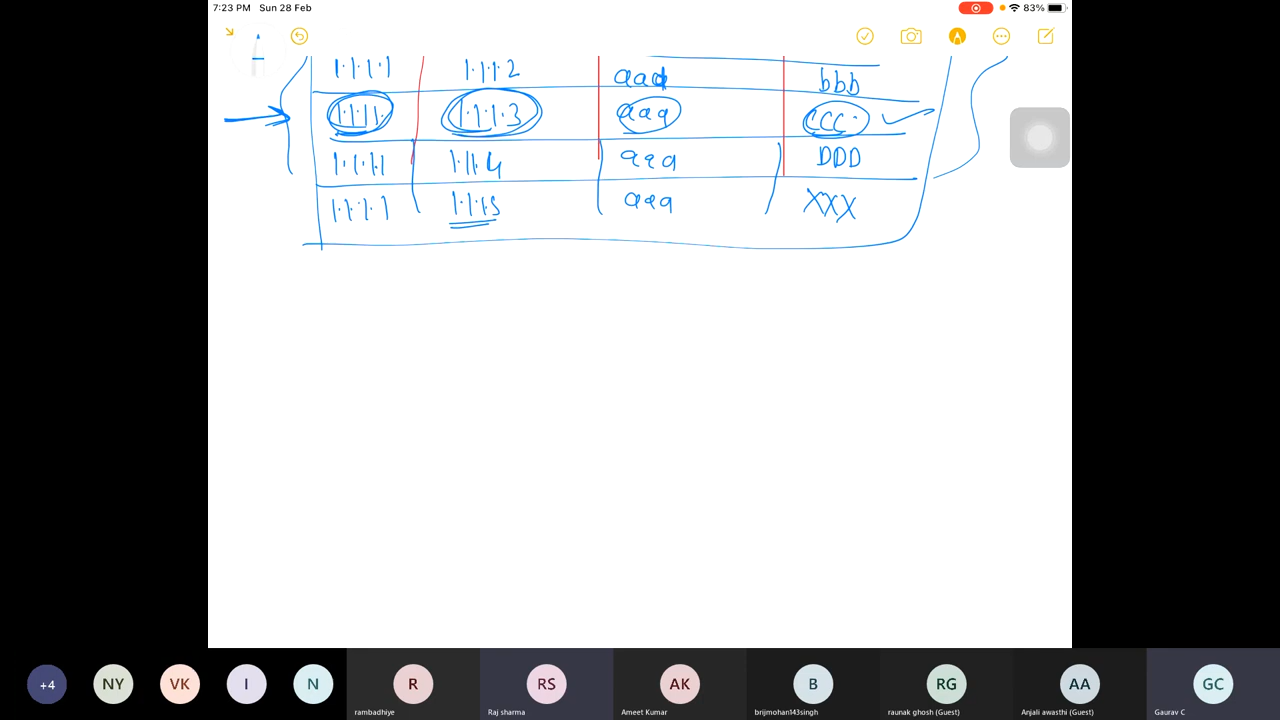 7:23 PM Sun 28 Feb 83%
1.1.1.1 1.1.1.2 aaa bbb
1.1.1.1. 1.1.1.3 aaa CCC.
1.1.1.1 1.1.1.4 aaa DDD
1.1.1.1 1.1.1.5 aaa XXX
+4 NY VK I N R RS AK B RG AA GC
rambadhiye Raj sharma Ameet Kumar brijmohan143singh raunak ghosh (Guest) Anjali awasthi (Guest) Gaurav C